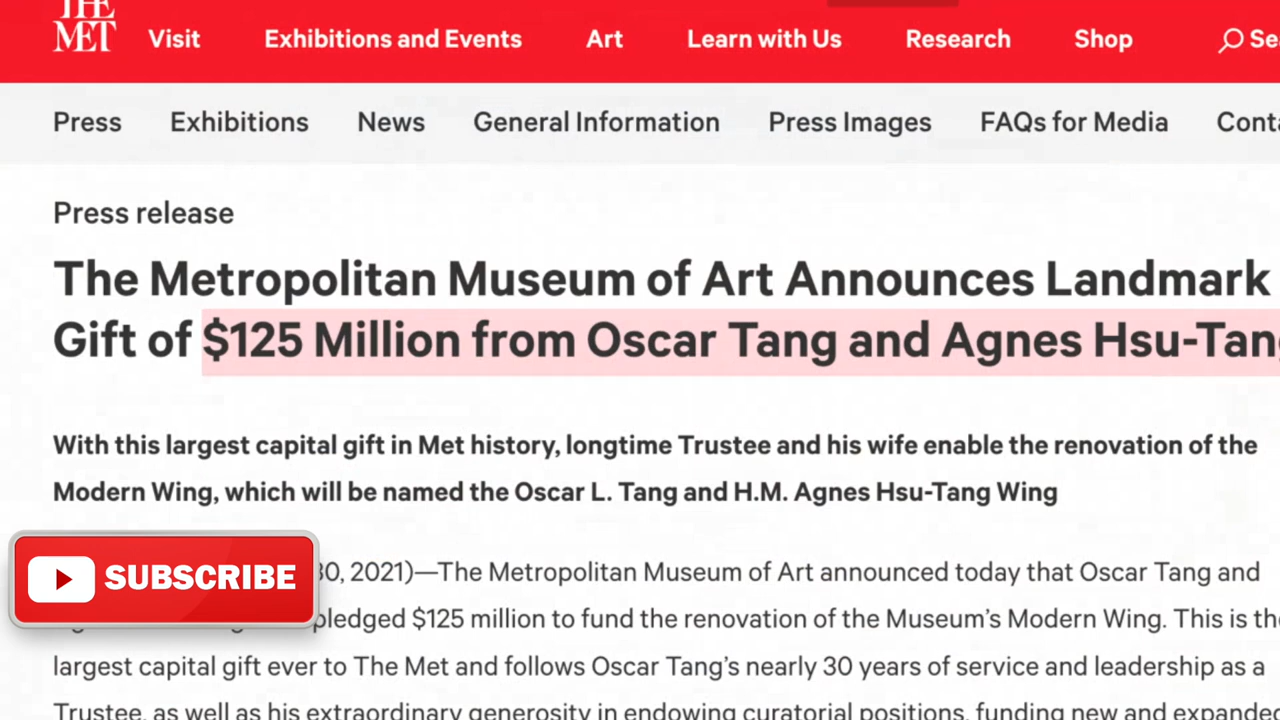 THE
MET
Visit Exhibitions and Events Art Learn with Us Research Shop
Press Exhibitions News General Information Press Images FAQs for Media
Press release
The Metropolitan Museum of Art Announces Landmark
Gift of $125 Million from Oscar Tang and Agnes Hsu-Tang
With this largest capital gift in Met history, longtime Trustee and his wife enable the renovation of the
Modern Wing, which will be named the Oscar L. Tang and H.M. Agnes Hsu-Tang Wing
30, 2021)—The Metropolitan Museum of Art announced today that Oscar Tang and
SUBSCRIBE
pledged $125 million to fund the renovation of the Museum’s Modern Wing. This is the
largest capital gift ever to The Met and follows Oscar Tang’s nearly 30 years of service and leadership as a
Trustee, as well as his extraordinary generosity in endowing curatorial positions, funding new and expanded